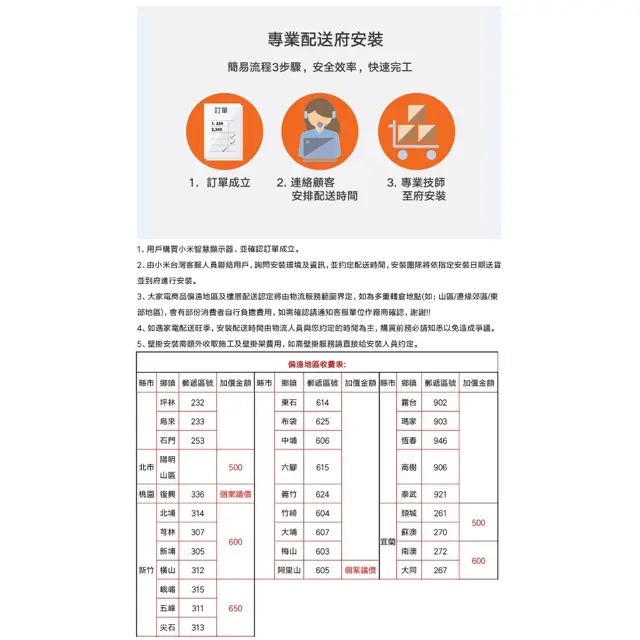 專業配送府安裝
簡易流程3步驟，安全效率，快速完工
訂單
1. 234
2,345
1. 訂單成立
2. 連絡顧客
安排配送時間
3. 專業技師
至府安裝
1、用戶購買小米智慧顯示器，並確認訂單成立。
2、由小米台灣客服人員聯絡用戶，詢問安裝環境及資訊，並約定配送時間，安裝團隊將依指定安裝日期送貨
並到府進行安裝。
3、大家電商品偏遠地區及樓層配送認定將由物流服務範圍界定，如為多重轉倉地點(如：山區/邊緣郊區/東
部地區)，會有部份消費者自行負擔費用，如需確認請通知客服單位作廠商確認，謝謝!!
4、如遇家電配送旺季，安裝配送時間由物流人員與您約定的時間為主，購買前務必請知悉以免造成爭議。
5、壁掛安裝需額外收取施工及壁掛架費用，如需壁掛服務請直接給安裝人員約定。
偏遠地區收費表:
縣市 鄉鎮 郵遞區號 加價金額 縣市 鄉鎮 郵遞區號 加價金額 縣市 鄉鎮 郵遞區號 加價金額
坪林 232 東石 614 霧台 902
烏來 233 布袋 625 瑪家 903
石門 253 中埔 606 恆春 946
北市 陽明山區 500 六腳 615 高樹 906
桃園 復興 336 個案議價 義竹 624 泰武 921
新竹 北埔 314 600 竹崎 604 宜蘭 頭城 261 500
芎林 307 大埔 607 蘇澳 270
新埔 305 梅山 603 南澳 272 600
橫山 312 阿里山 605 個案議價 大同 267
峨嵋 315 650
五峰 311
尖石 313